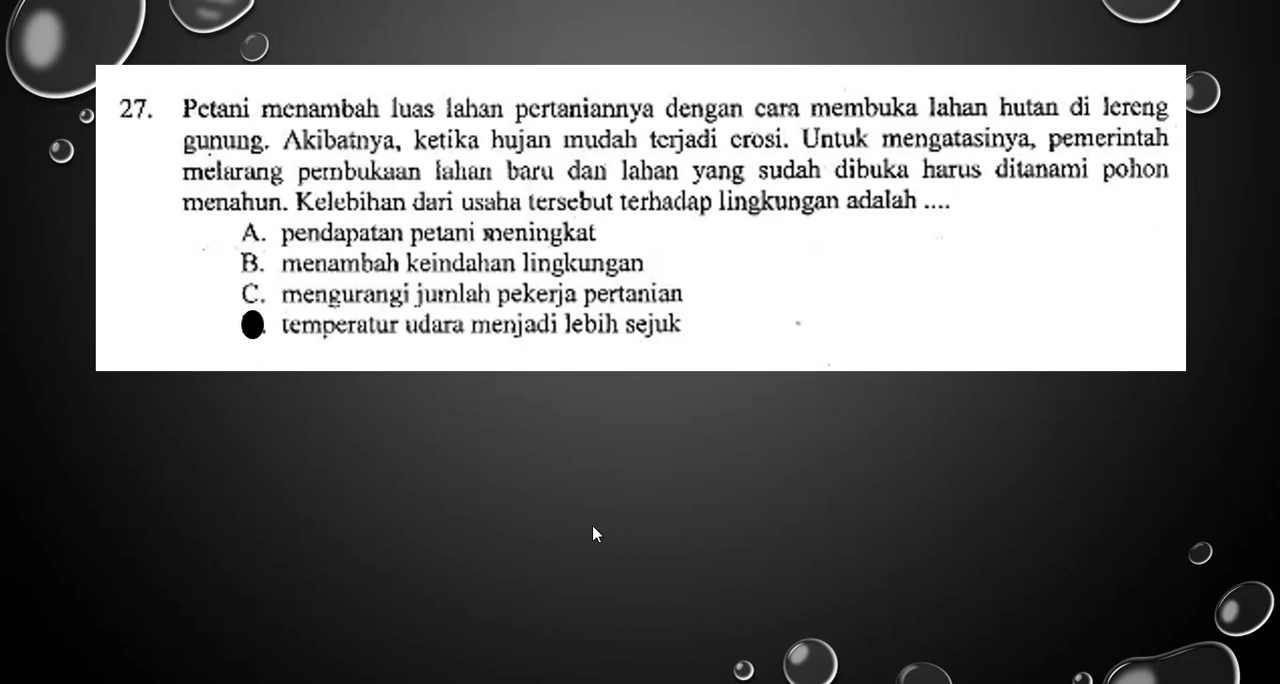 27. Petani menambah luas lahan pertaniannya dengan cara membuka lahan hutan di lereng
gunung. Akibatnya, ketika hujan mudah terjadi erosi. Untuk mengatasinya, pemerintah
melarang pembukaan lahan baru dan lahan yang sudah dibuka harus ditanami pohon
menahun. Kelebihan dari usaha tersebut terhadap lingkungan adalah ....
A. pendapatan petani meningkat
B. menambah keindahan lingkungan
C. mengurangi jumlah pekerja pertanian
temperatur udara menjadi lebih sejuk